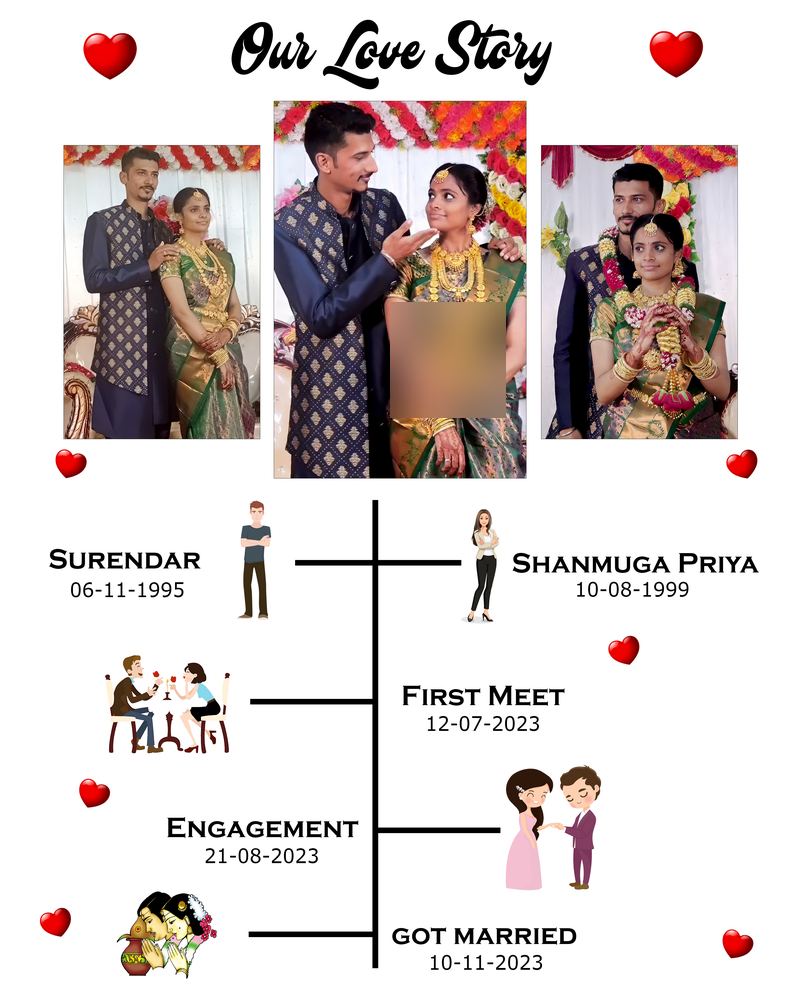 Our Love Story
SURENDAR
06-11-1995
SHANMUGA PRIYA
10-08-1999
FIRST MEET
12-07-2023
ENGAGEMENT
21-08-2023
GOT MARRIED
10-11-2023